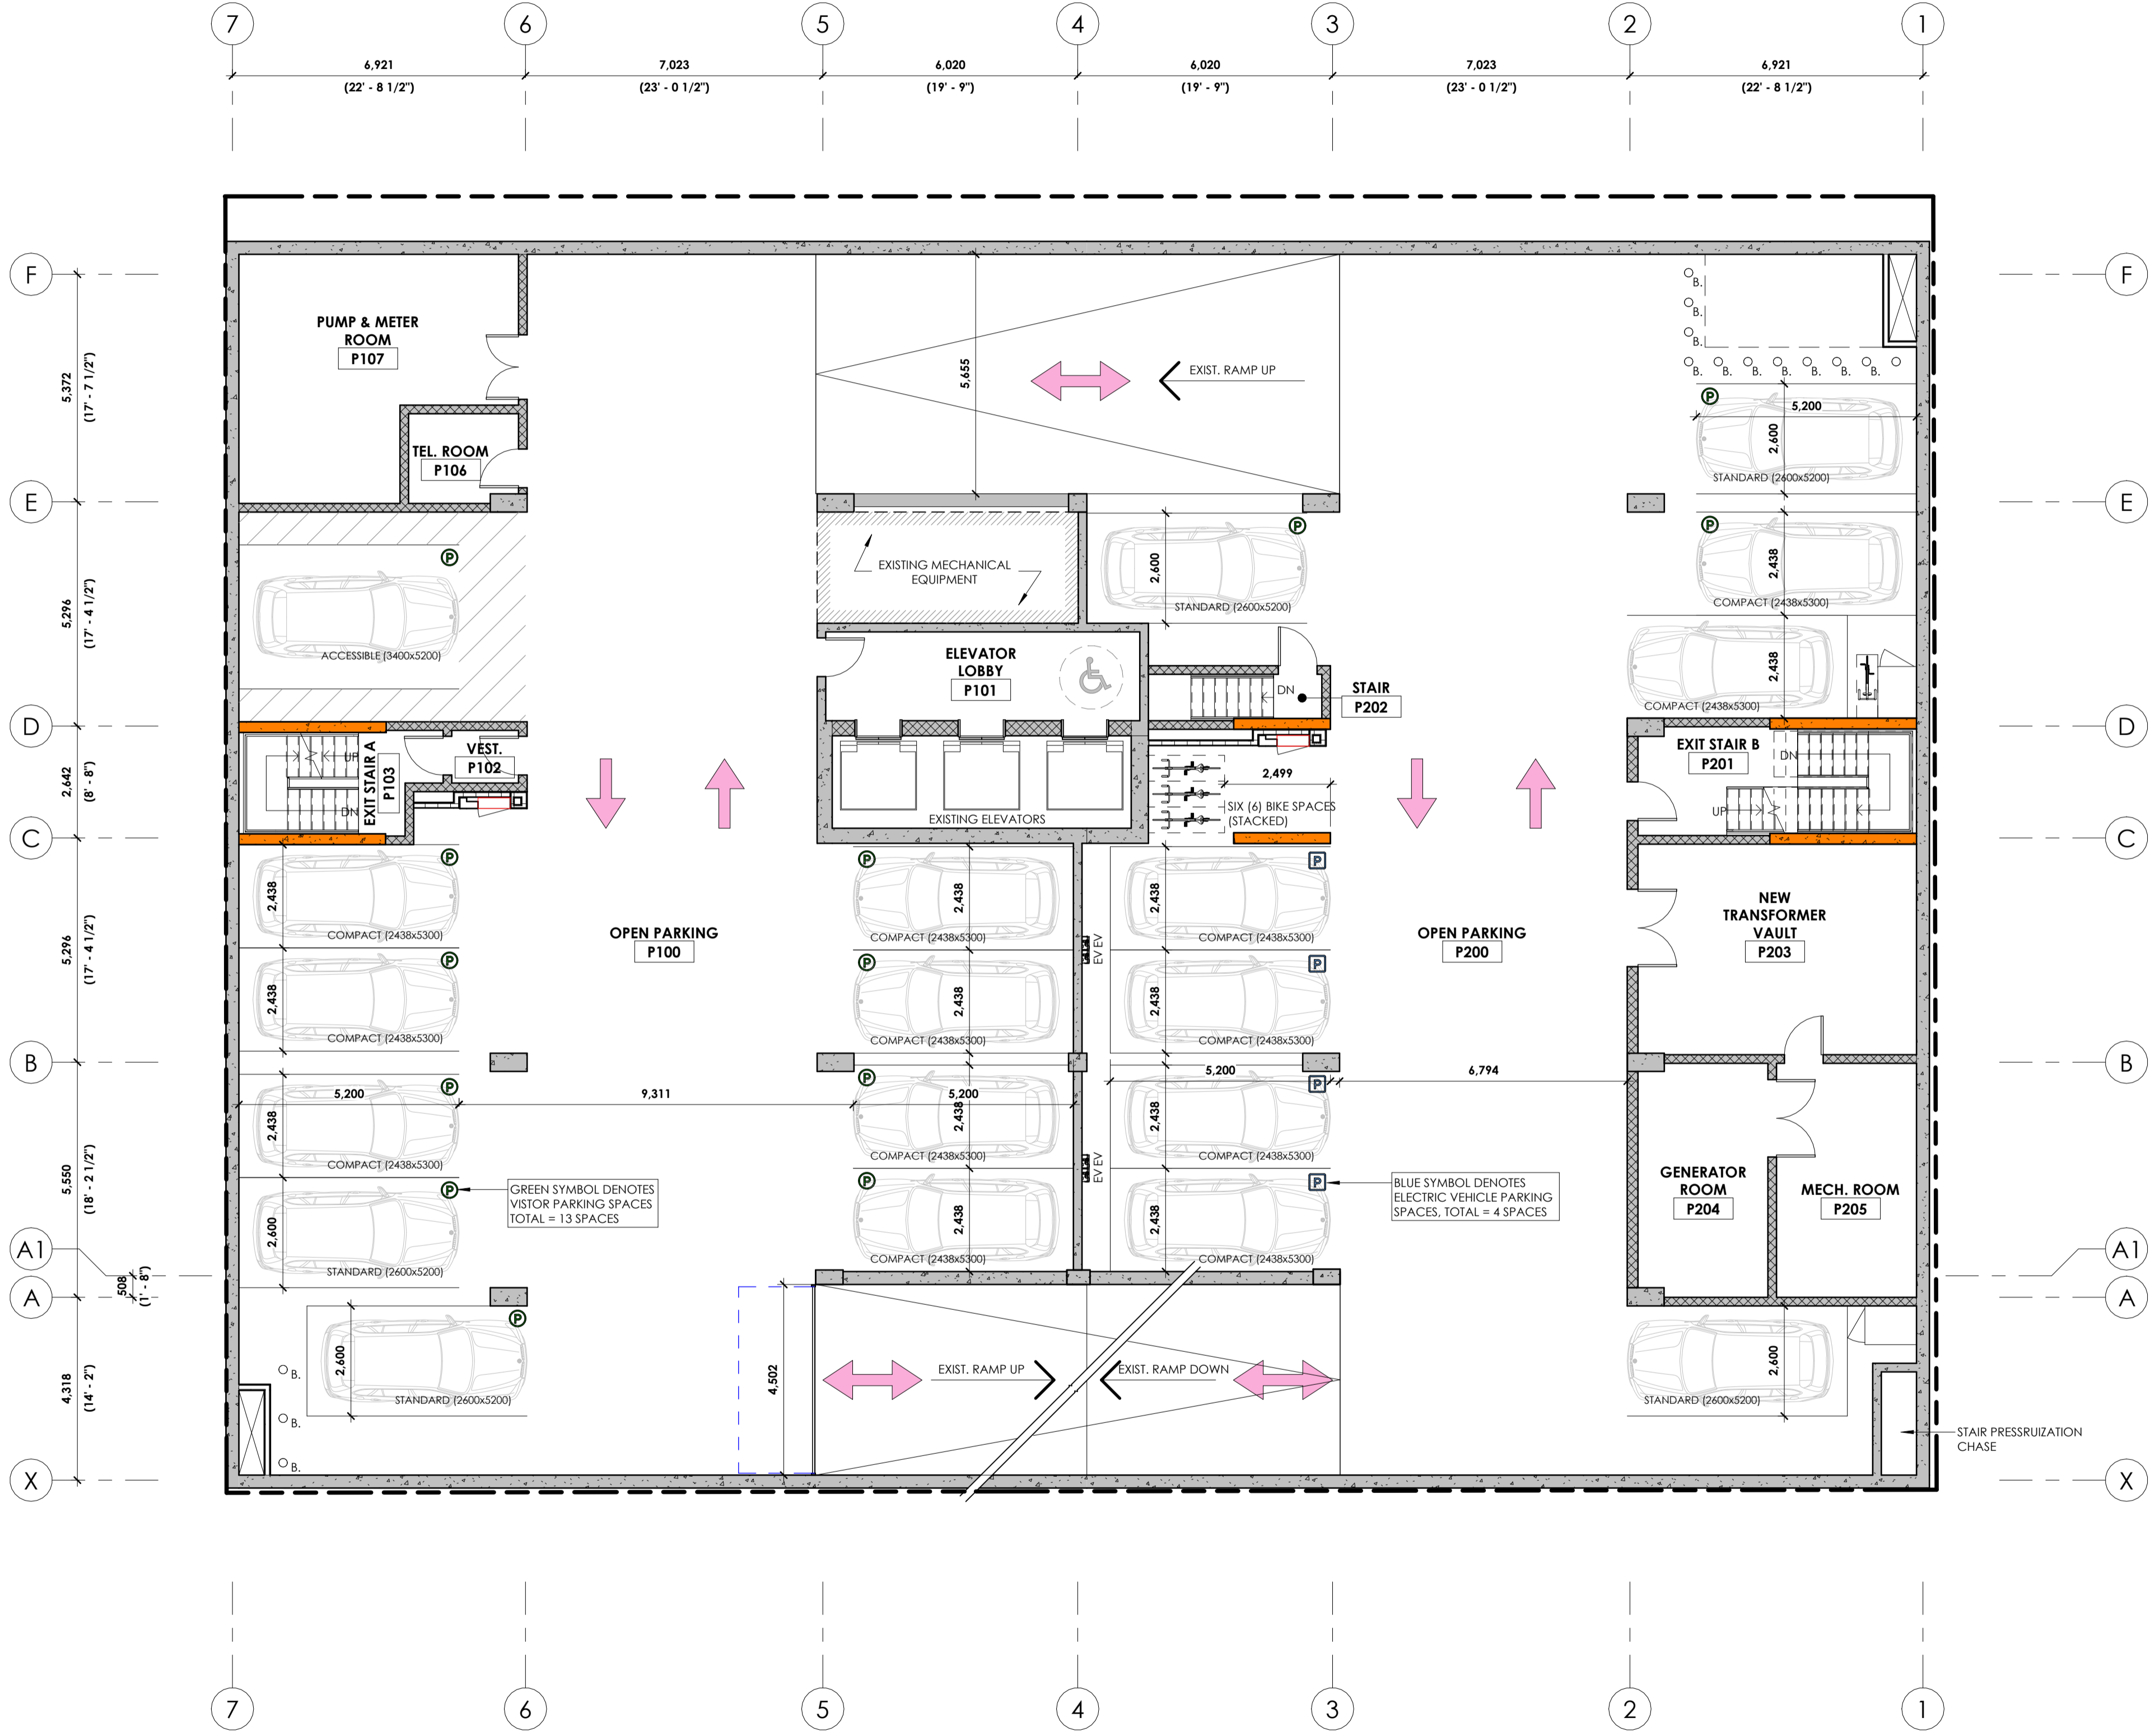 7 6 5 4 3 2 1
6,921 7,023 6,020 6,020 7,023 6,921
(22' - 8 1/2") (23' - 0 1/2") (19' - 9") (19' - 9") (23' - 0 1/2") (22' - 8 1/2")
F F
PUMP & METER
ROOM
P107
5,372
(17' - 7 1/2")
5,655
EXIST. RAMP UP
B.
B.
B.
B. B. B. B. B. B.
P
5,200
2,600
STANDARD (2600x5200)
TEL. ROOM
P106
E E
P
ACCESSIBLE (3400x5200)
5,296
(17' - 4 1/2")
EXISTING MECHANICAL
EQUIPMENT
P
2,600
STANDARD (2600x5200)
P
2,438
COMPACT (2438x5300)
2,438
COMPACT (2438x5300)
ELEVATOR
LOBBY
P101
DN
STAIR
P202
D D
2,642
(8' - 8")
UP
DN
EXIT STAIR A
P103
VEST.
P102
EXISTING ELEVATORS
2,499
SIX (6) BIKE SPACES
(STACKED)
EXIT STAIR B
P201
DN
UP
C C
5,296
(17' - 4 1/2")
P
2,438
COMPACT (2438x5300)
P
2,438
COMPACT (2438x5300)
OPEN PARKING
P100
P
2,438
COMPACT (2438x5300)
P
2,438
COMPACT (2438x5300)
EV EV
P
2,438
COMPACT (2438x5300)
P
2,438
COMPACT (2438x5300)
OPEN PARKING
P200
NEW
TRANSFORMER
VAULT
P203
B B
5,550
(18' - 2 1/2")
P
5,200
9,311
5,200
5,200
6,794
2,438
COMPACT (2438x5300)
P
2,600
STANDARD (2600x5200)
GREEN SYMBOL DENOTES
VISTOR PARKING SPACES
TOTAL = 13 SPACES
P
2,438
COMPACT (2438x5300)
P
2,438
COMPACT (2438x5300)
EV EV
P
2,438
COMPACT (2438x5300)
P
2,438
COMPACT (2438x5300)
BLUE SYMBOL DENOTES
ELECTRIC VEHICLE PARKING
SPACES, TOTAL = 4 SPACES
GENERATOR
ROOM
P204
MECH. ROOM
P205
A1 A1
508
(1' - 8")
A A
4,318
(14' - 2")
P
2,600
STANDARD (2600x5200)
B.
B.
B.
4,502
EXIST. RAMP UP
EXIST. RAMP DOWN
2,600
STANDARD (2600x5200)
STAIR PRESSRUIZATION
CHASE
X X
7 6 5 4 3 2 1